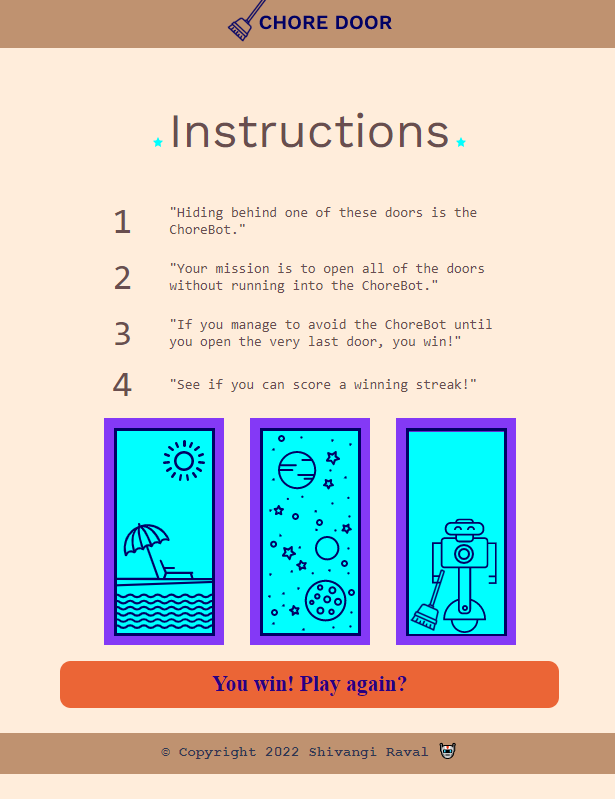 CHORE DOOR
Instructions
1 "Hiding behind one of these doors is the
ChoreBot."
2 "Your mission is to open all of the doors
without running into the ChoreBot."
3 "If you manage to avoid the ChoreBot until
you open the very last door, you win!"
4 "See if you can score a winning streak!"
You win! Play again?
© Copyright 2022 Shivangi Raval